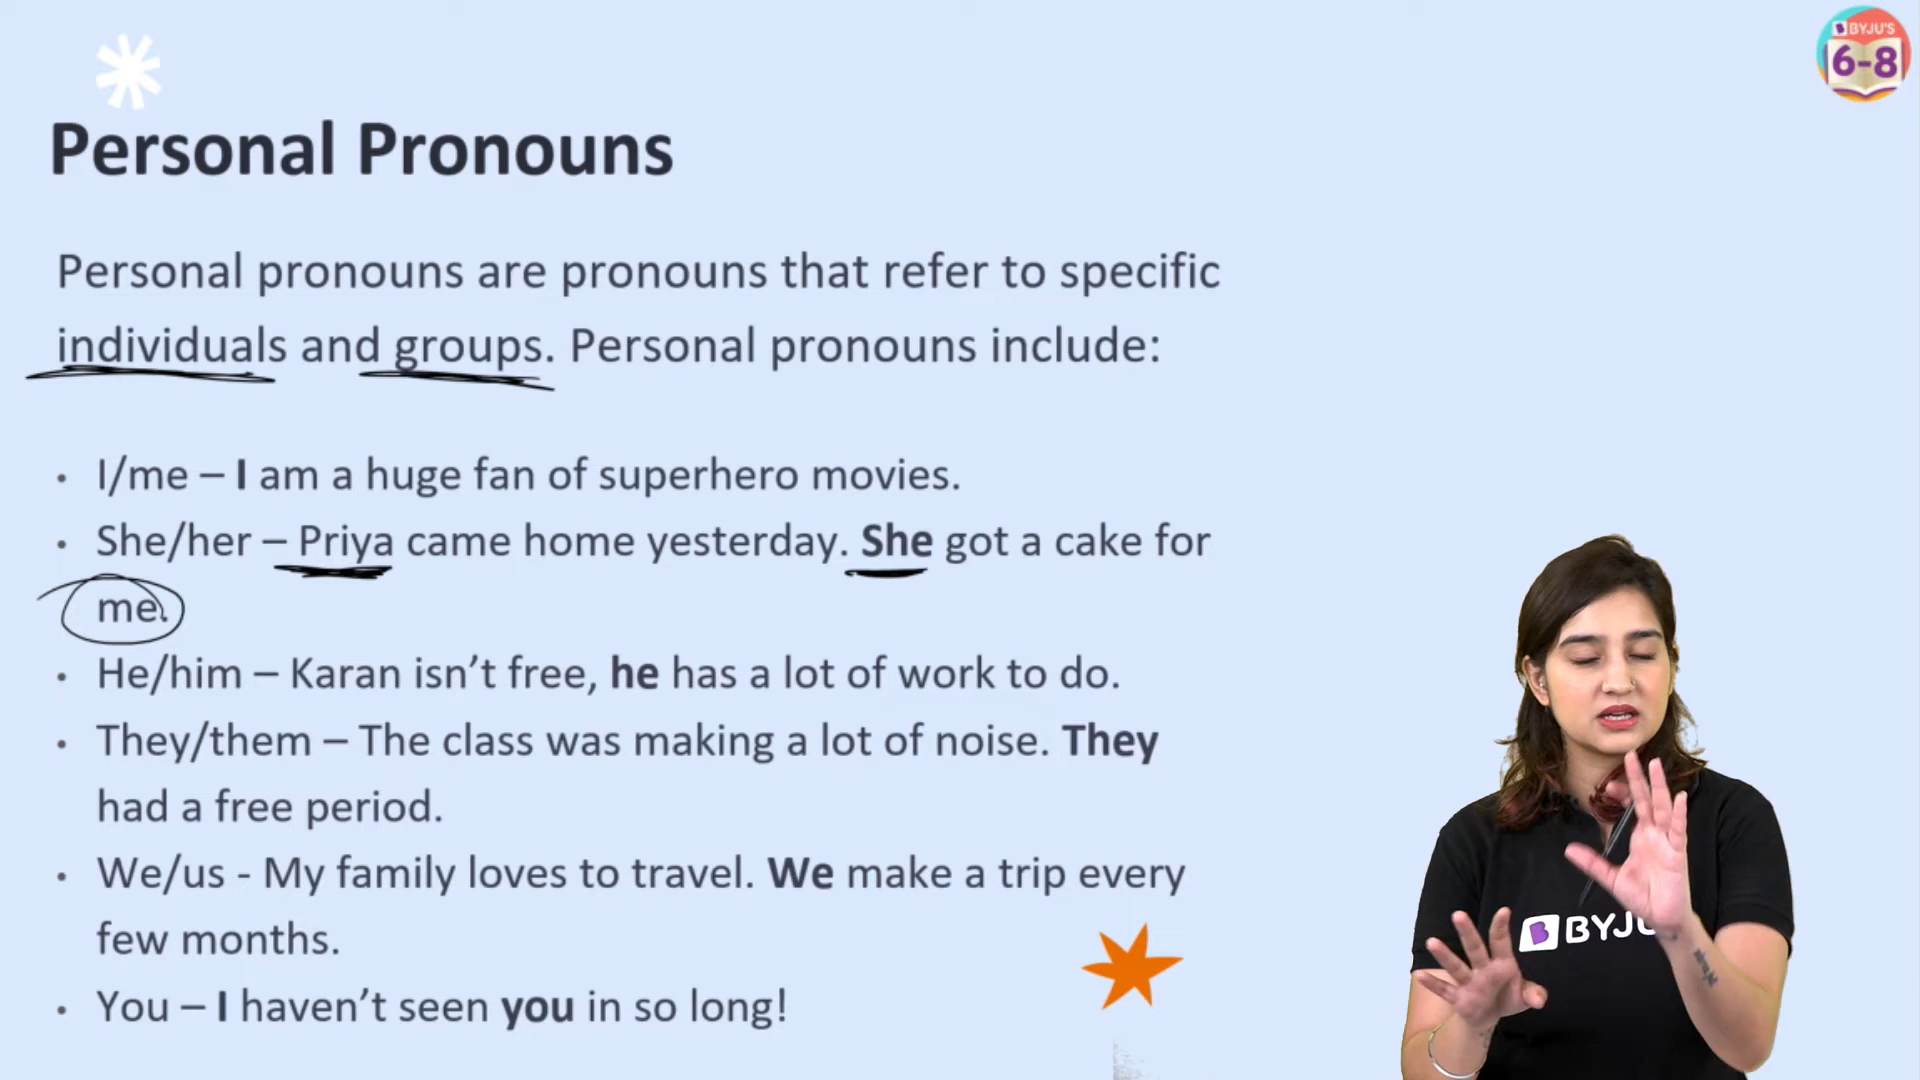 BYJU'S
6-8
Personal Pronouns
Personal pronouns are pronouns that refer to specific
individuals and groups. Personal pronouns include:
• I/me – I am a huge fan of superhero movies.
• She/her – Priya came home yesterday. She got a cake for
me.
• He/him – Karan isn’t free, he has a lot of work to do.
• They/them – The class was making a lot of noise. They
had a free period.
• We/us - My family loves to travel. We make a trip every
few months.
• You – I haven’t seen you in so long!
BYJU